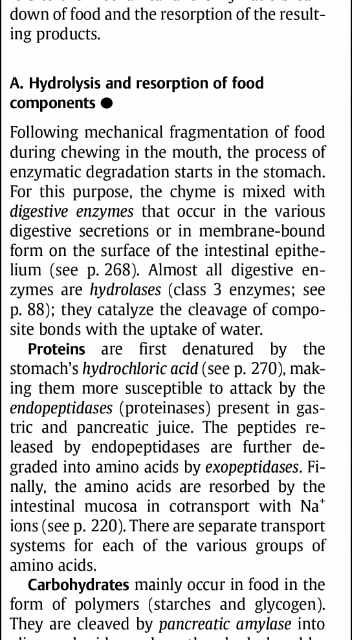 down of food and the resorption of the result-
ing products.
A. Hydrolysis and resorption of food
components ●
Following mechanical fragmentation of food
during chewing in the mouth, the process of
enzymatic degradation starts in the stomach.
For this purpose, the chyme is mixed with
digestive enzymes that occur in the various
digestive secretions or in membrane-bound
form on the surface of the intestinal epithe-
lium (see p. 268). Almost all digestive en-
zymes are hydrolases (class 3 enzymes; see
p. 88); they catalyze the cleavage of compo-
site bonds with the uptake of water.
Proteins are first denatured by the
stomach's hydrochloric acid (see p. 270), mak-
ing them more susceptible to attack by the
endopeptidases (proteinases) present in gas-
tric and pancreatic juice. The peptides re-
leased by endopeptidases are further de-
graded into amino acids by exopeptidases. Fi-
nally, the amino acids are resorbed by the
intestinal mucosa in cotransport with Na⁺
ions (see p. 220). There are separate transport
systems for each of the various groups of
amino acids.
Carbohydrates mainly occur in food in the
form of polymers (starches and glycogen).
They are cleaved by pancreatic amylase into